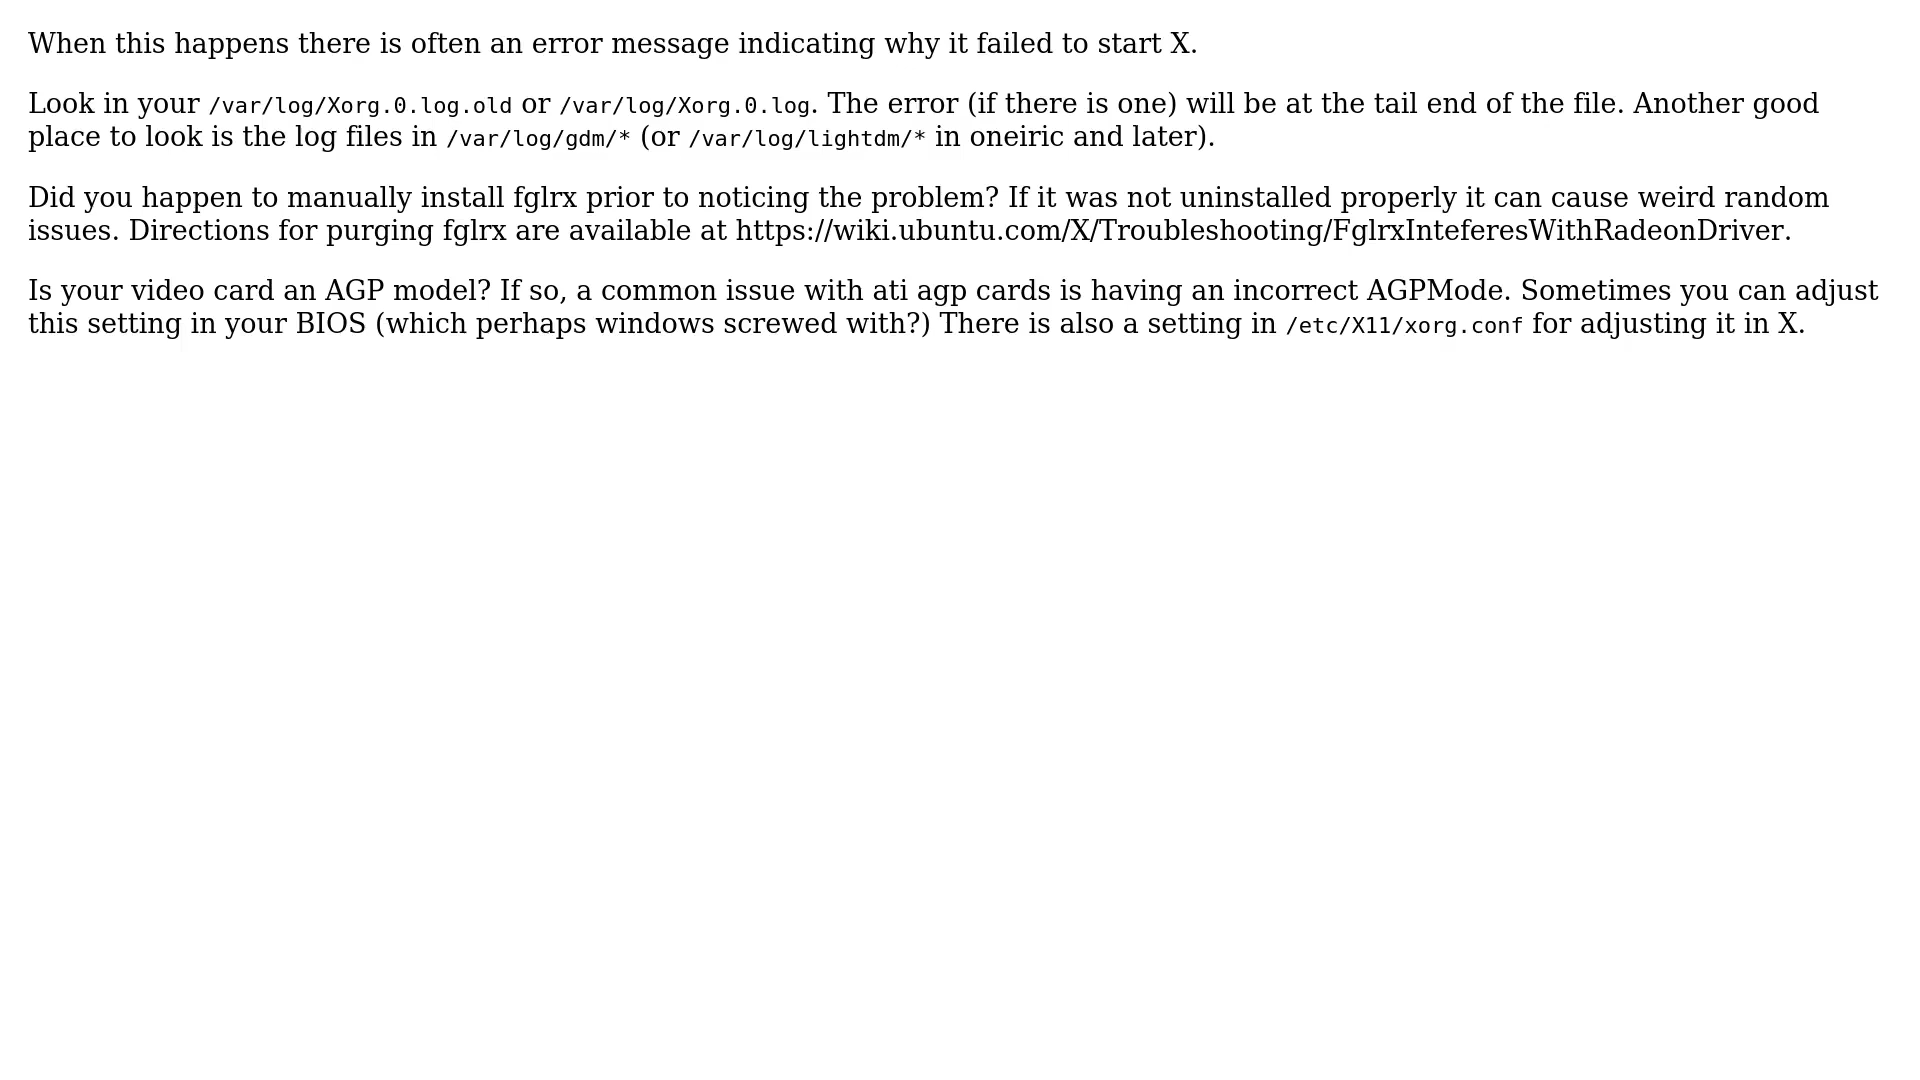 When this happens there is often an error message indicating why it failed to start X.
Look in your /var/log/Xorg.0.log.old or /var/log/Xorg.0.log. The error (if there is one) will be at the tail end of the file. Another good
place to look is the log files in /var/log/gdm/* (or /var/log/lightdm/* in oneiric and later).
Did you happen to manually install fglrx prior to noticing the problem? If it was not uninstalled properly it can cause weird random
issues. Directions for purging fglrx are available at https://wiki.ubuntu.com/X/Troubleshooting/FglrxInteferesWithRadeonDriver.
Is your video card an AGP model? If so, a common issue with ati agp cards is having an incorrect AGPMode. Sometimes you can adjust
this setting in your BIOS (which perhaps windows screwed with?) There is also a setting in /etc/X11/xorg.conf for adjusting it in X.